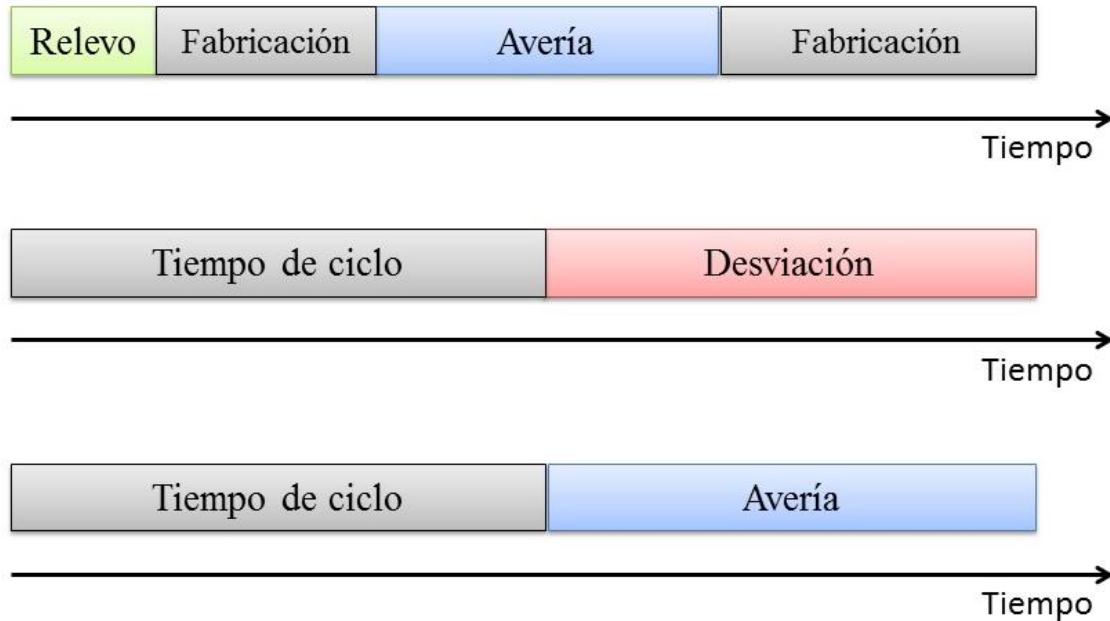 Relevo Fabricación Avería Fabricación
Tiempo
Tiempo de ciclo Desviación
Tiempo
Tiempo de ciclo Avería
Tiempo